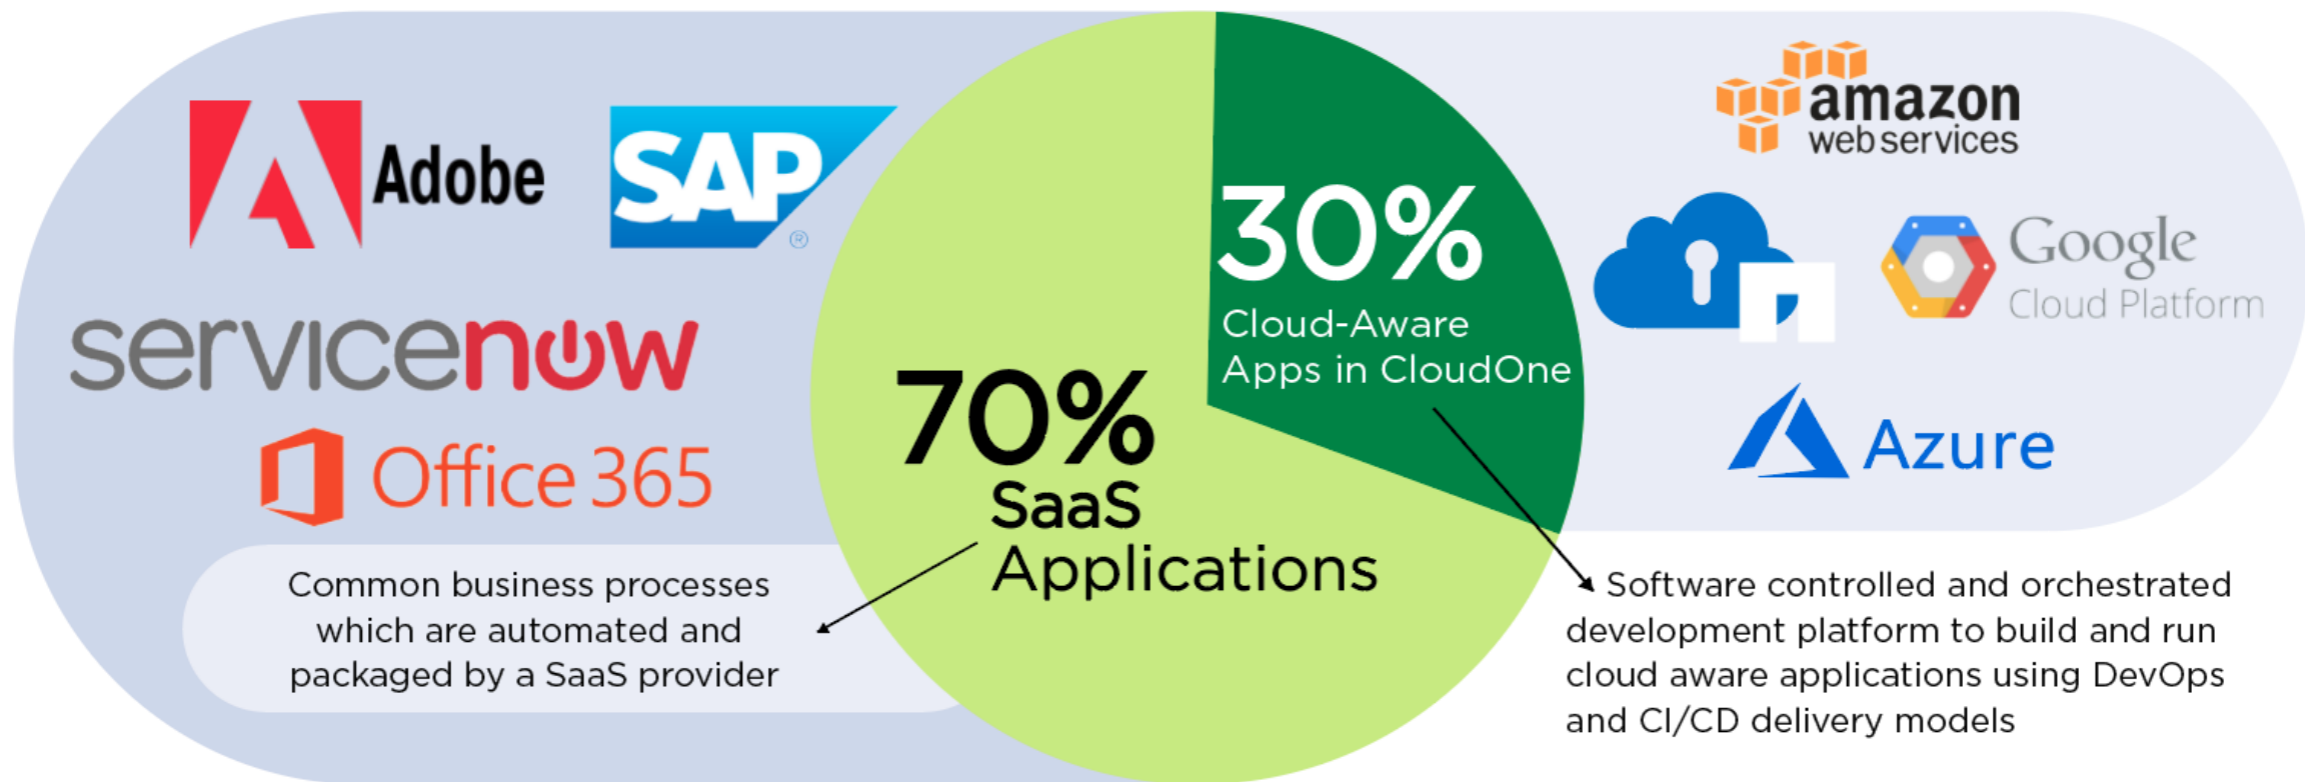 Adobe
SAP
®
servicenow
Office 365
Common business processes
which are automated and
packaged by a SaaS provider
70%
SaaS
Applications
30%
Cloud-Aware
Apps in CloudOne
amazon
web services
Google
Cloud Platform
Azure
Software controlled and orchestrated
development platform to build and run
cloud aware applications using DevOps
and CI/CD delivery models